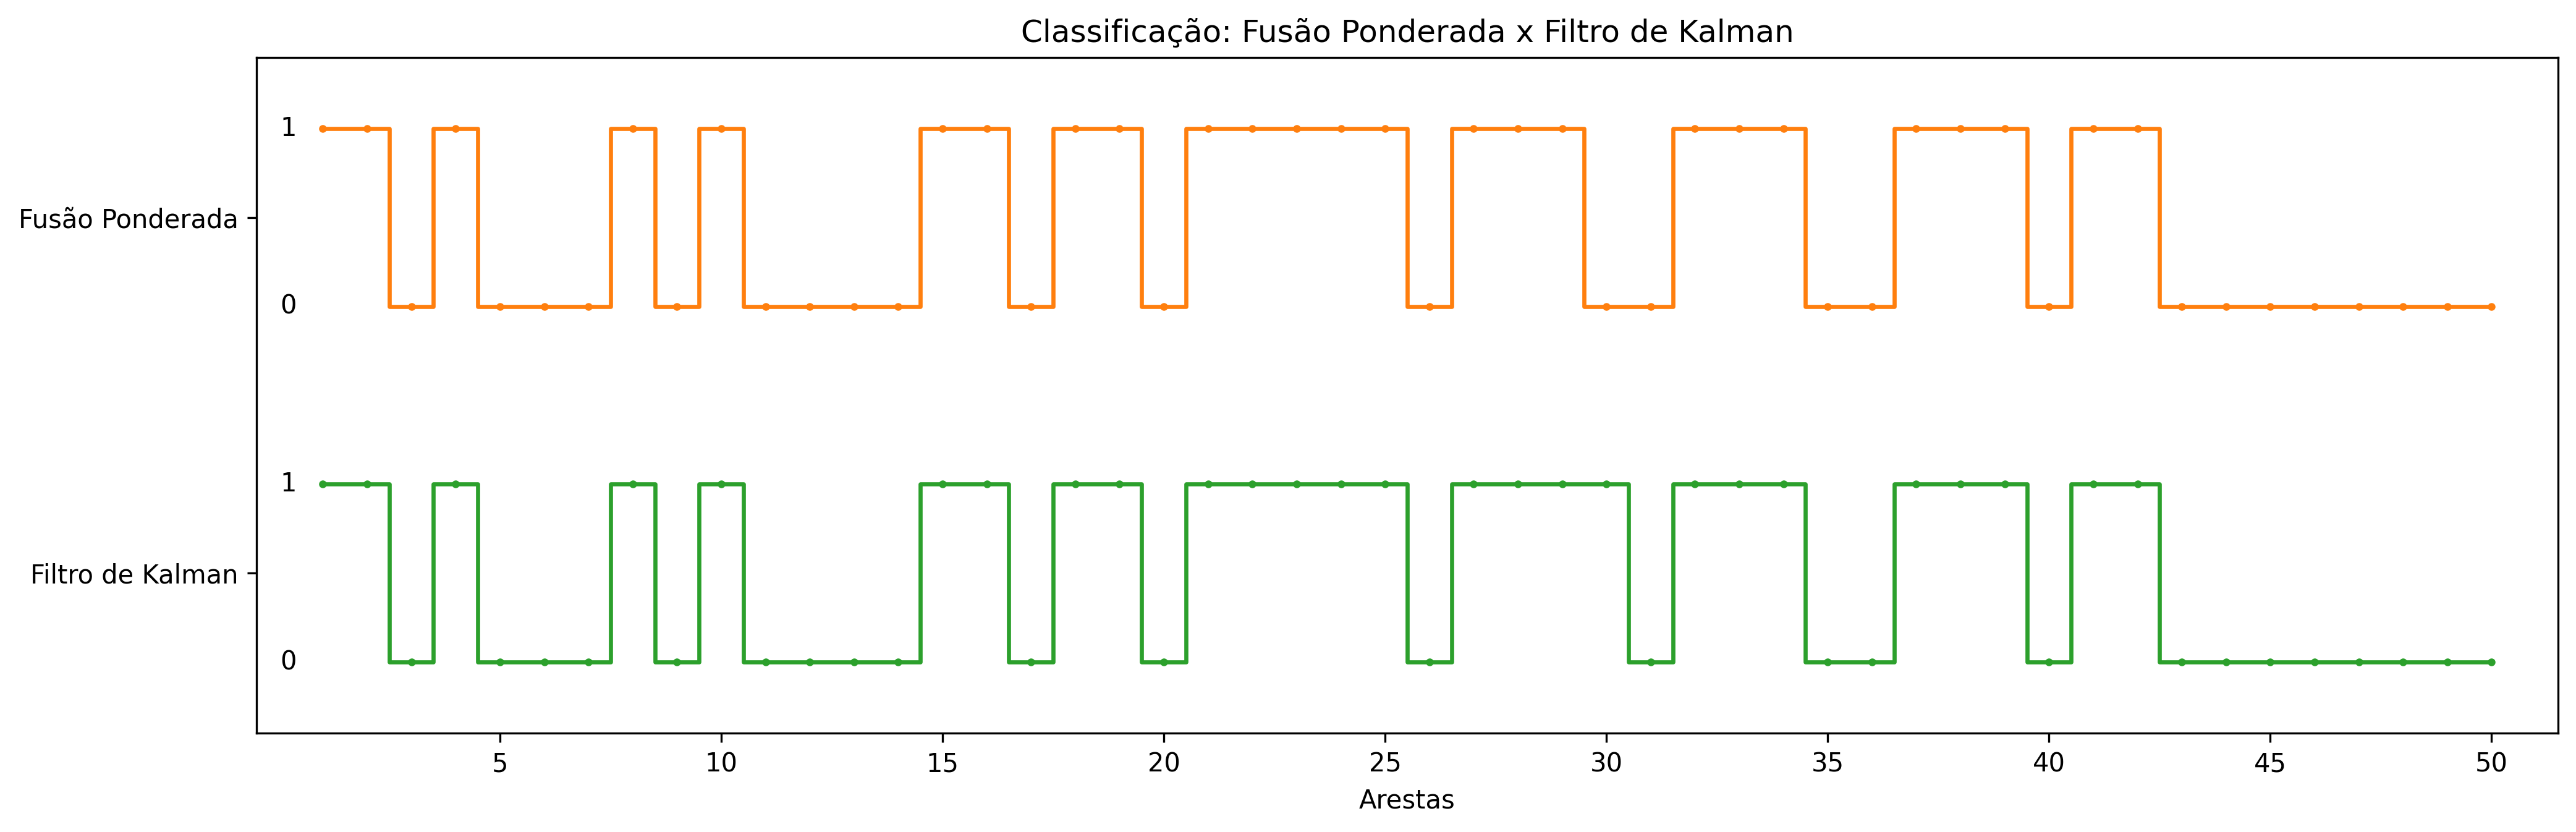 Classificação: Fusão Ponderada x Filtro de Kalman
1
Fusão Ponderada
0
1
Filtro de Kalman
0
5 10 15 20 25 30 35 40 45 50
Arestas